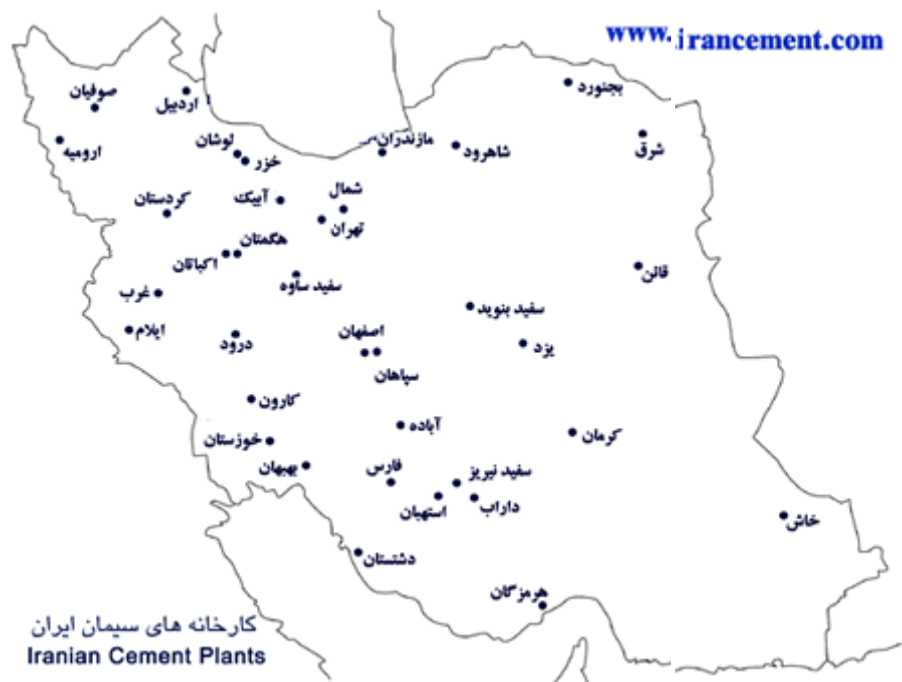 www.irancement.com
بجنورد
صوفیان
اردبیل
مازندران
شاهرود
شرق
ارومیه
لوشان
خزر
آبیک
شمال
کردستان
تهران
هگمتان
اکباتان
قائن
سفید ساوه
غرب
سفید بنوید
ایلام
درود
اصفهان
یزد
سپاهان
کارون
آباده
کرمان
خوزستان
بهبهان
فارس
سفید نیریز
استهبان
داراب
خاش
دشتستان
هرمزگان
کارخانه های سیمان ایران
Iranian Cement Plants